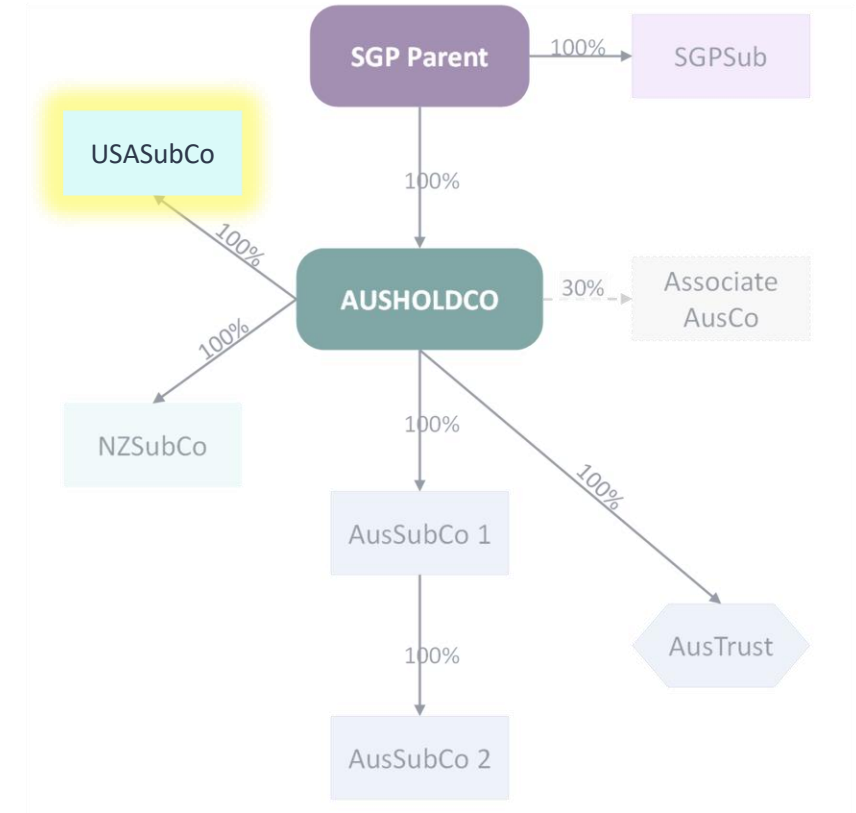 SGP Parent
100%
SGPSub
USASubCo
100%
100%
AUSHOLDCO
30%
Associate
AusCo
100%
NZSubCo
100%
100%
AusSubCo 1
AusTrust
100%
AusSubCo 2